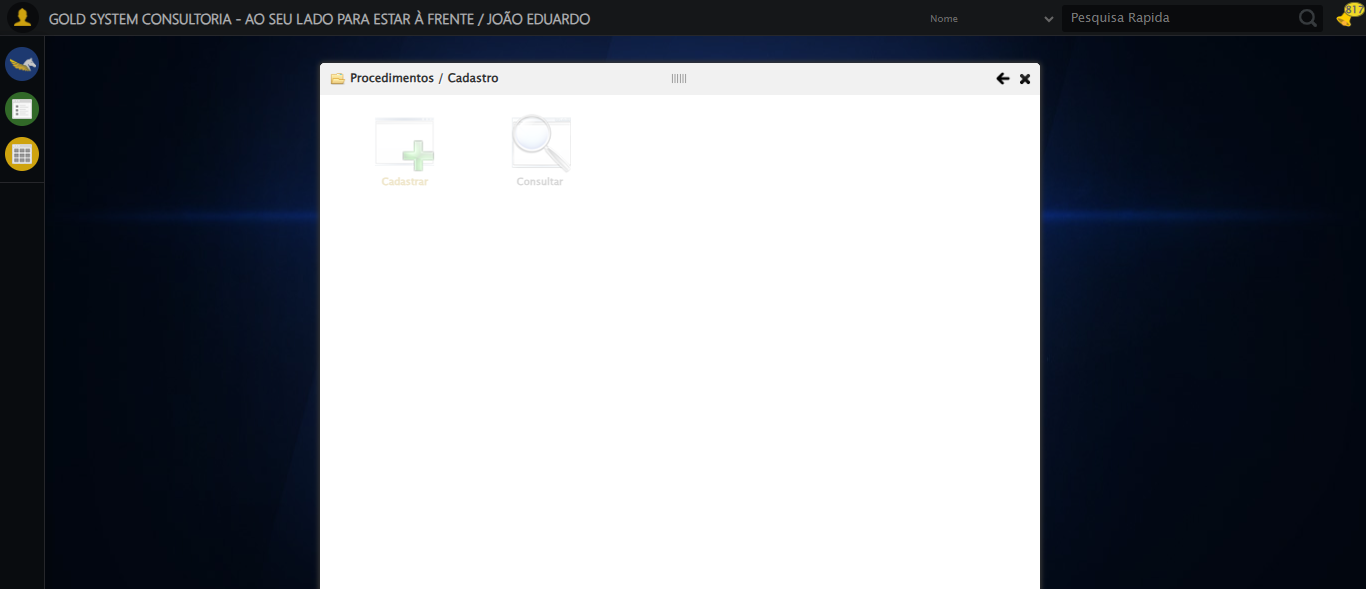 GOLD SYSTEM CONSULTORIA - AO SEU LADO PARA ESTAR À FRENTE / JOÃO EDUARDO
Nome
Pesquisa Rapida
817
Procedimentos / Cadastro
Cadastrar
Consultar